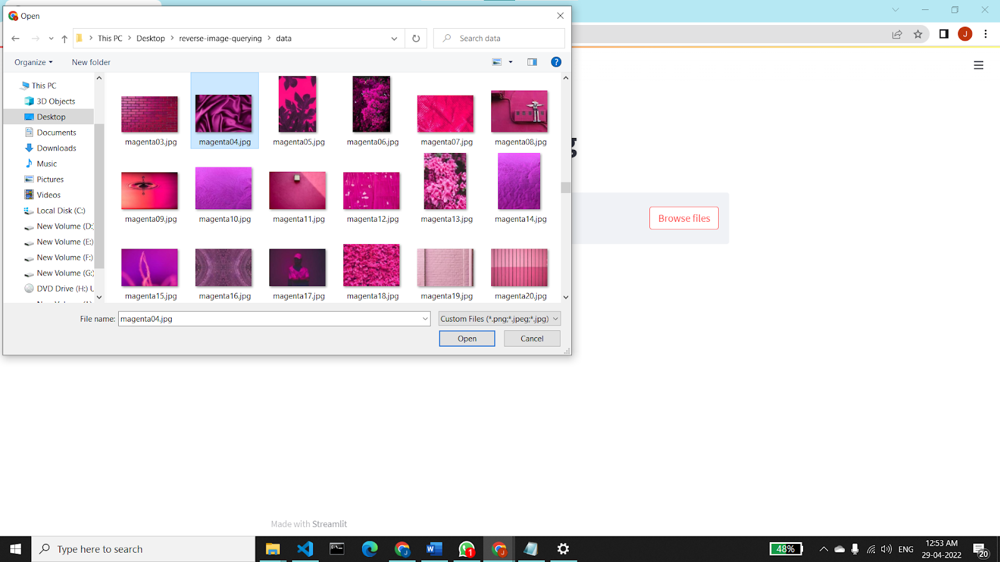 Open
This PC > Desktop > reverse-image-querying > data
Search data
Organize
New folder
This PC
3D Objects
Desktop
Documents
Downloads
Music
Pictures
Videos
Local Disk (C:)
New Volume (D:)
New Volume (E:)
New Volume (F:)
New Volume (G:)
DVD Drive (H:) U
magenta03.jpg magenta04.jpg magenta05.jpg magenta06.jpg magenta07.jpg magenta08.jpg
magenta09.jpg magenta10.jpg magenta11.jpg magenta12.jpg magenta13.jpg magenta14.jpg
magenta15.jpg magenta16.jpg magenta17.jpg magenta18.jpg magenta19.jpg magenta20.jpg
File name: magenta04.jpg
Custom Files (*.png;*.jpeg;*.jpg)
Open Cancel
J
g
Browse files
Made with Streamlit
Type here to search
J
1
J
48%
ENG
12:53 AM
29-04-2022
20